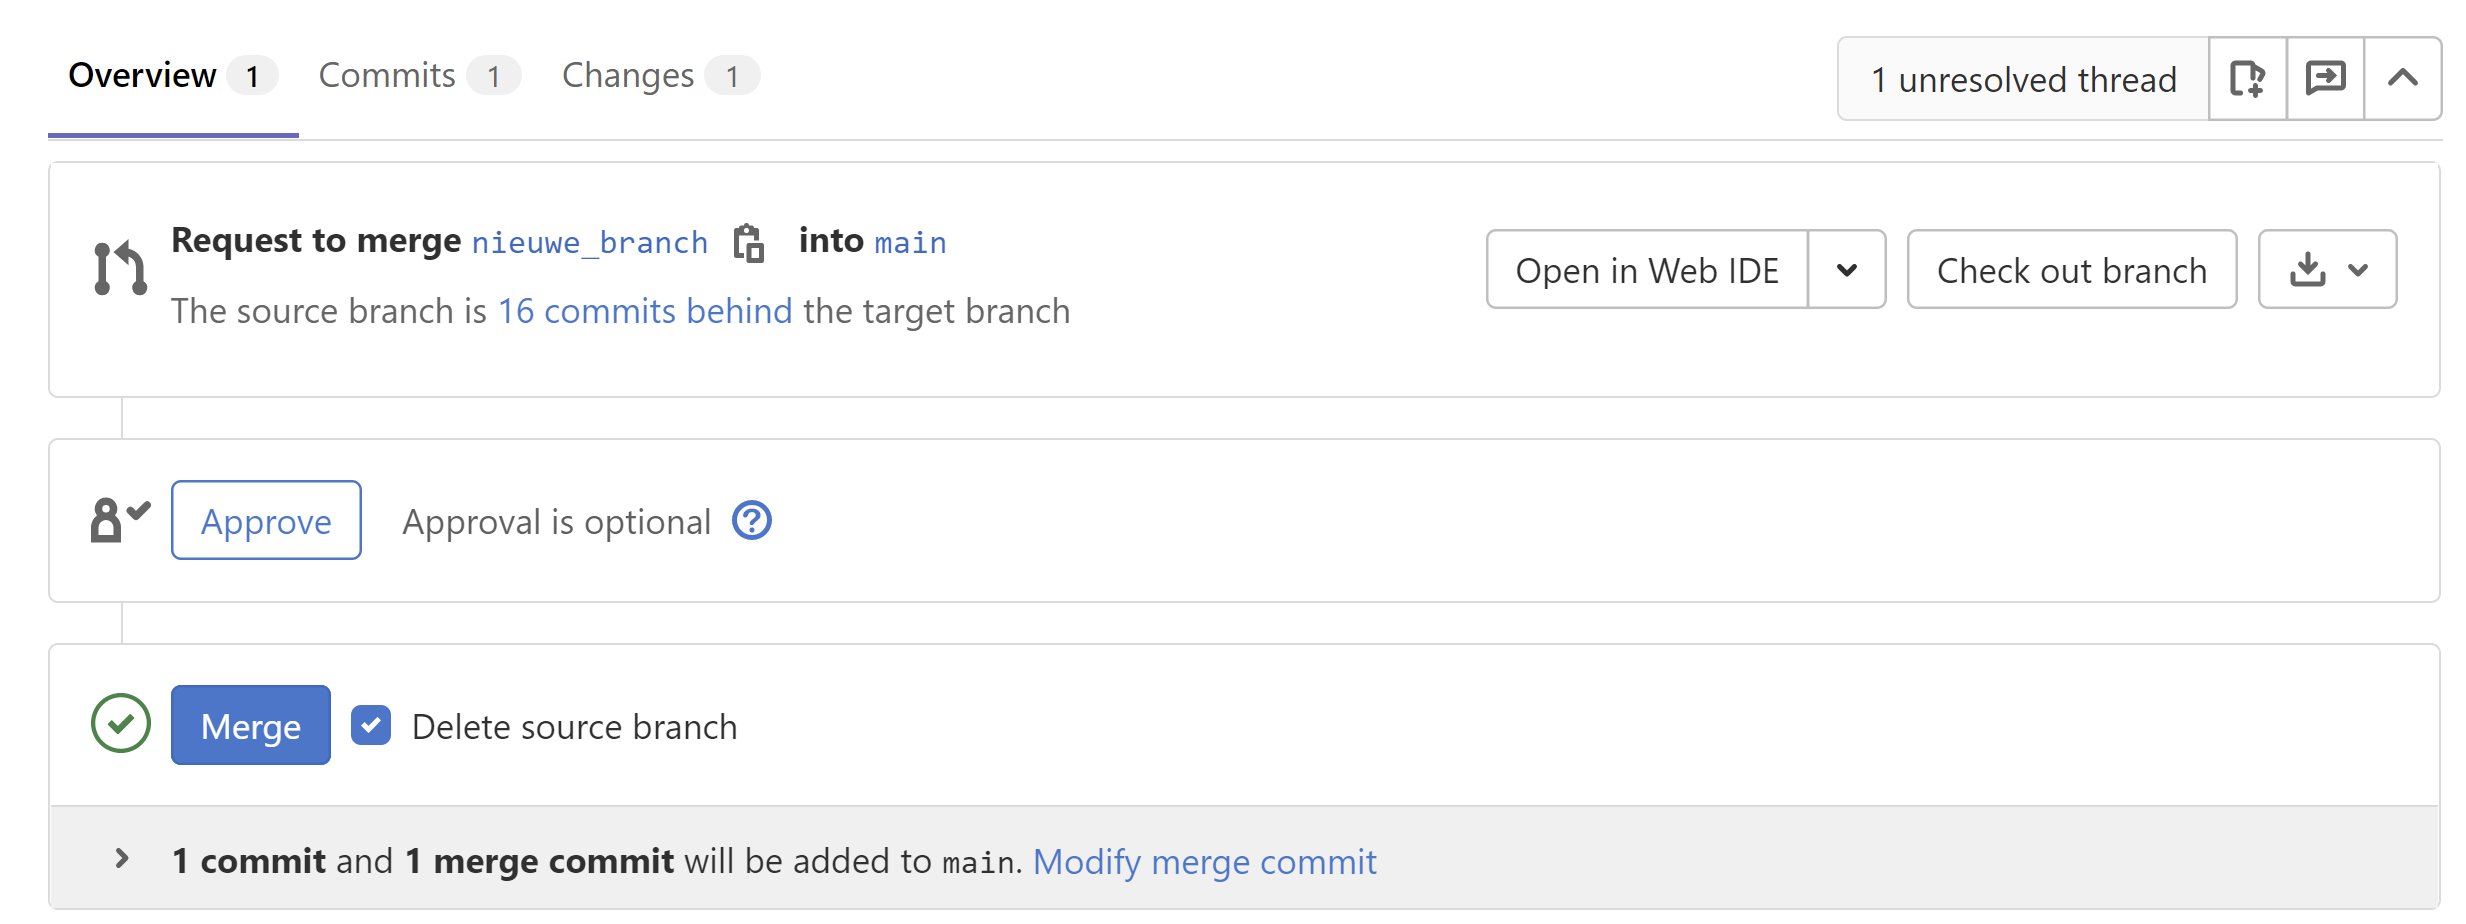 Overview 1 Commits 1 Changes 1 1 unresolved thread
Request to merge nieuwe_branch into main
The source branch is 16 commits behind the target branch
Open in Web IDE Check out branch
Approve Approval is optional
Merge Delete source branch
1 commit and 1 merge commit will be added to main. Modify merge commit